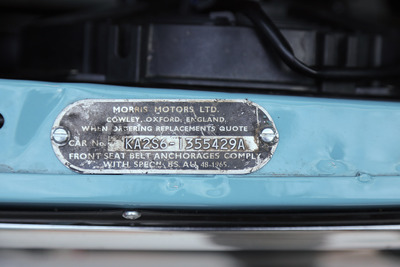 MORRIS MOTORS LTD.
COWLEY, OXFORD, ENGLAND,
WHEN ORDERING REPLACEMENTS QUOTE
CAR No. KA2S6-1355429A
FRONT SEAT BELT ANCHORAGES COMPLY
WITH SPECN. BS. AU. 48-1965.